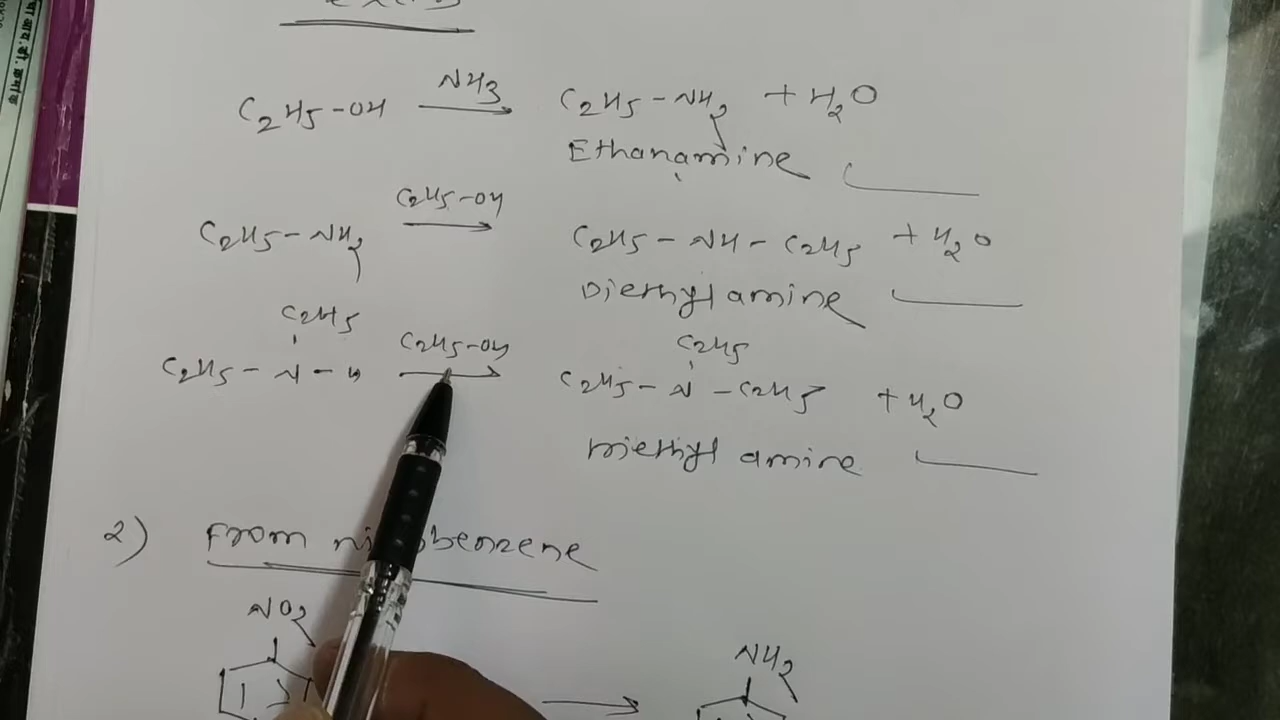 NH3
C2H5-OH → C2H5-NH2 + H2O
Ethanamine
C2H5-OH
C2H5-NH2 → C2H5-NH-C2H5 + H2O
Diethylamine
C2H5 C2H5-OH C2H5
C2H5-N-H → C2H5-N-C2H5 + H2O
triethyl amine
2) From nitrobenzene
NO2
NH2
→